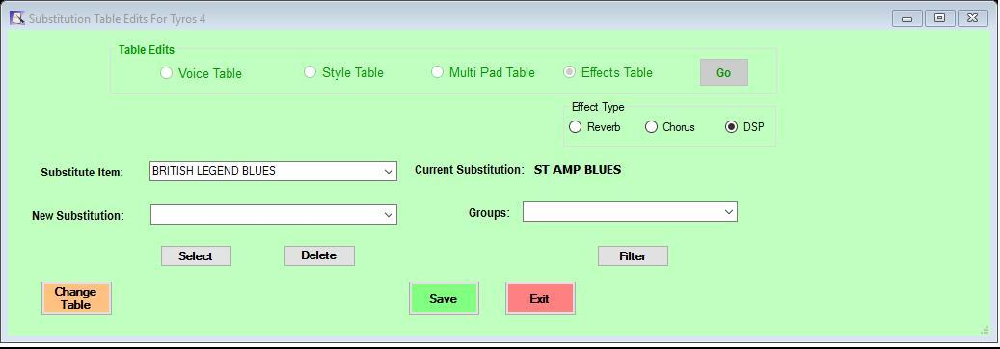 Substitution Table Edits For Tyros 4
Table Edits
Voice Table Style Table Multi Pad Table Effects Table Go
Effect Type
Reverb Chorus DSP
Substitute Item: BRITISH LEGEND BLUES Current Substitution: ST AMP BLUES
New Substitution: Groups:
Select Delete Filter
Change
Table
Save Exit